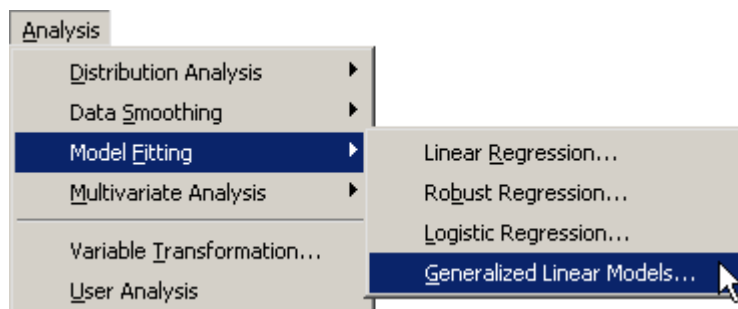 Analysis
Distribution Analysis
Data Smoothing
Model Fitting
Multivariate Analysis
Variable Transformation...
User Analysis
Linear Regression...
Robust Regression...
Logistic Regression...
Generalized Linear Models...